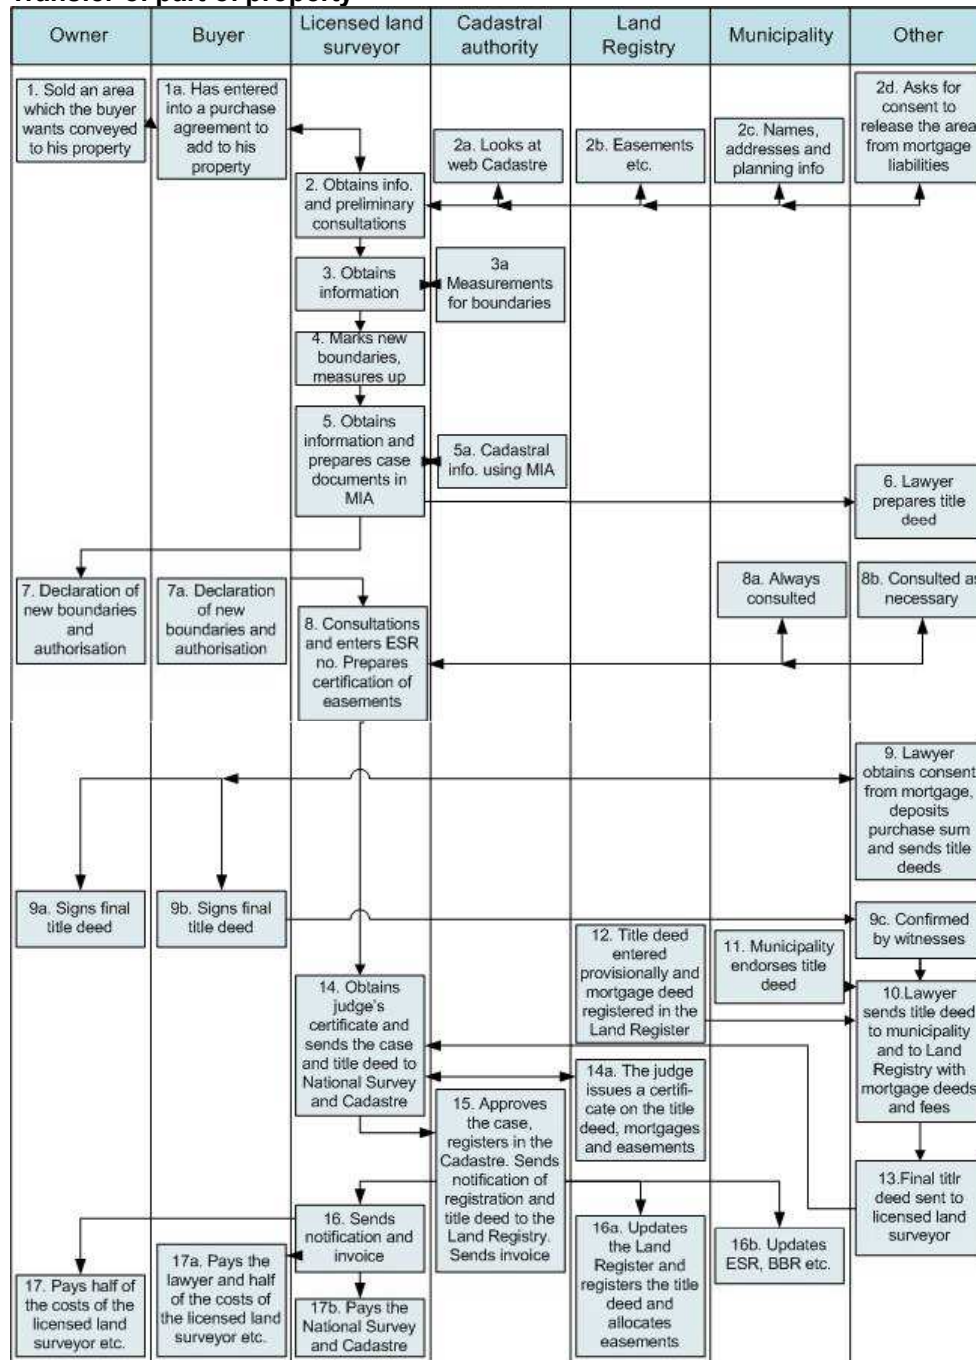 Transfer of part of property
Owner
Buyer
Licensed land
surveyor
Cadastral
authority
Land
Registry
Municipality
Other
1. Sold an area
which the buyer
wants conveyed
to his property
1a. Has entered
into a purchase
agreement to
add to his
property
2a. Looks at
web Cadastre
2b. Easements
etc.
2c. Names,
addresses and
planning info
2d. Asks for
consent to
release the area
from mortgage
liabilities
2. Obtains info.
and preliminary
consultations
3. Obtains
information
3a
Measurements
for boundaries
4. Marks new
boundaries,
measures up
5. Obtains
information and
prepares case
documents in
MIA
5a. Cadastral
info. using MIA
6. Lawyer
prepares title
deed
7. Declaration of
new boundaries
and
authorisation
7a. Declaration
of new
boundaries and
authorisation
8. Consultations
and enters ESR
no. Prepares
certification of
easements
8a. Always
consulted
8b. Consulted as
necessary
9. Lawyer
obtains consent
from mortgage,
deposits
purchase sum
and sends title
deeds
9a. Signs final
title deed
9b. Signs final
title deed
9c. Confirmed
by witnesses
12. Title deed
entered
provisionally and
mortgage deed
registered in the
Land Register
11. Municipality
endorses title
deed
10.Lawyer
sends title deed
to municipality
and to Land
Registry with
mortgage deeds
and fees
14. Obtains
judge's
certificate and
sends the case
and title deed to
National Survey
and Cadastre
14a. The judge
issues a certifi-
cate on the title
deed, mortgages
and easements
15. Approves
the case,
registers in the
Cadastre. Sends
notification of
registration and
title deed to the
Land Registry.
Sends invoice
13.Final titlr
deed sent to
licensed land
surveyor
16. Sends
notification and
invoice
16a. Updates
the Land
Register and
registers the title
deed and
allocates
easements
16b. Updates
ESR, BBR etc.
17. Pays half of
the costs of the
licensed land
surveyor etc.
17a. Pays the
lawyer and half
of the costs of
the licensed land
surveyor etc.
17b. Pays the
National Survey
and Cadastre